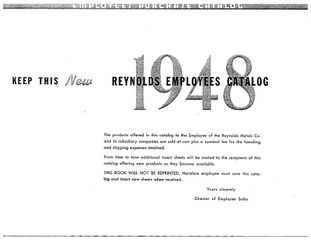 EMPLOYEES PURCHASE CATALOG
1948
KEEP THIS New REYNOLDS EMPLOYEES CATALOG
The products offered in this catalog to the Employee of the Reynolds Metals Co.
and its subsidiary companies are sold at cost plus a nominal fee for the handling
and shipping expenses involved.
From time to time additional insert sheets will be mailed to the recipients of this
catalog offering new products as they become available.
THIS BOOK WILL NOT BE REPRINTED, therefore employee must save this cata-
log and insert new sheets when received.
Yours sincerely
Director of Employee Sales